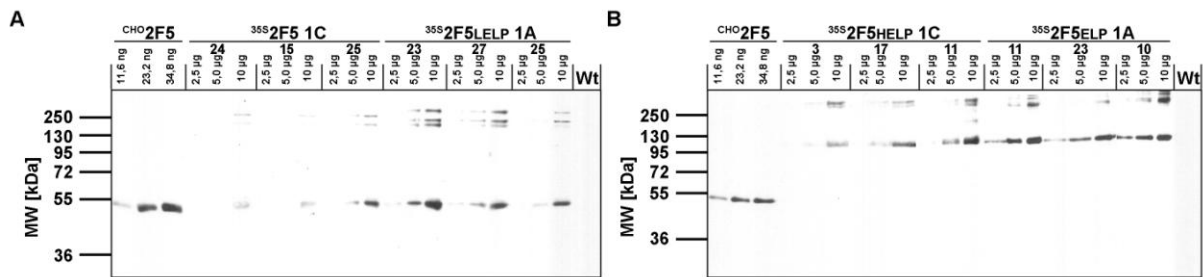 A
CHO2F5
35S2F5 1C
35S2F5LELP 1A
24 15 25 23 27 25
11,6 ng 23,2 ng 34,8 ng 2,5 µg 5,0 µg 10 µg 2,5 µg 5,0 µg 10 µg 2,5 µg 5,0 µg 10 µg 2,5 µg 5,0 µg 10 µg 2,5 µg 5,0 µg 10 µg 2,5 µg 5,0 µg 10 µg Wt
MW [kDa]
250
130
95
72
55
36
B
CHO2F5
35S2F5HELP 1C
35S2F5ELP 1A
3 17 11 11 23 10
11,6 ng 23,2 ng 34,8 ng 2,5 µg 5,0 µg 10 µg 2,5 µg 5,0 µg 10 µg 2,5 µg 5,0 µg 10 µg 2,5 µg 5,0 µg 10 µg 2,5 µg 5,0 µg 10 µg 2,5 µg 5,0 µg 10 µg Wt
MW [kDa]
250
130
95
72
55
36